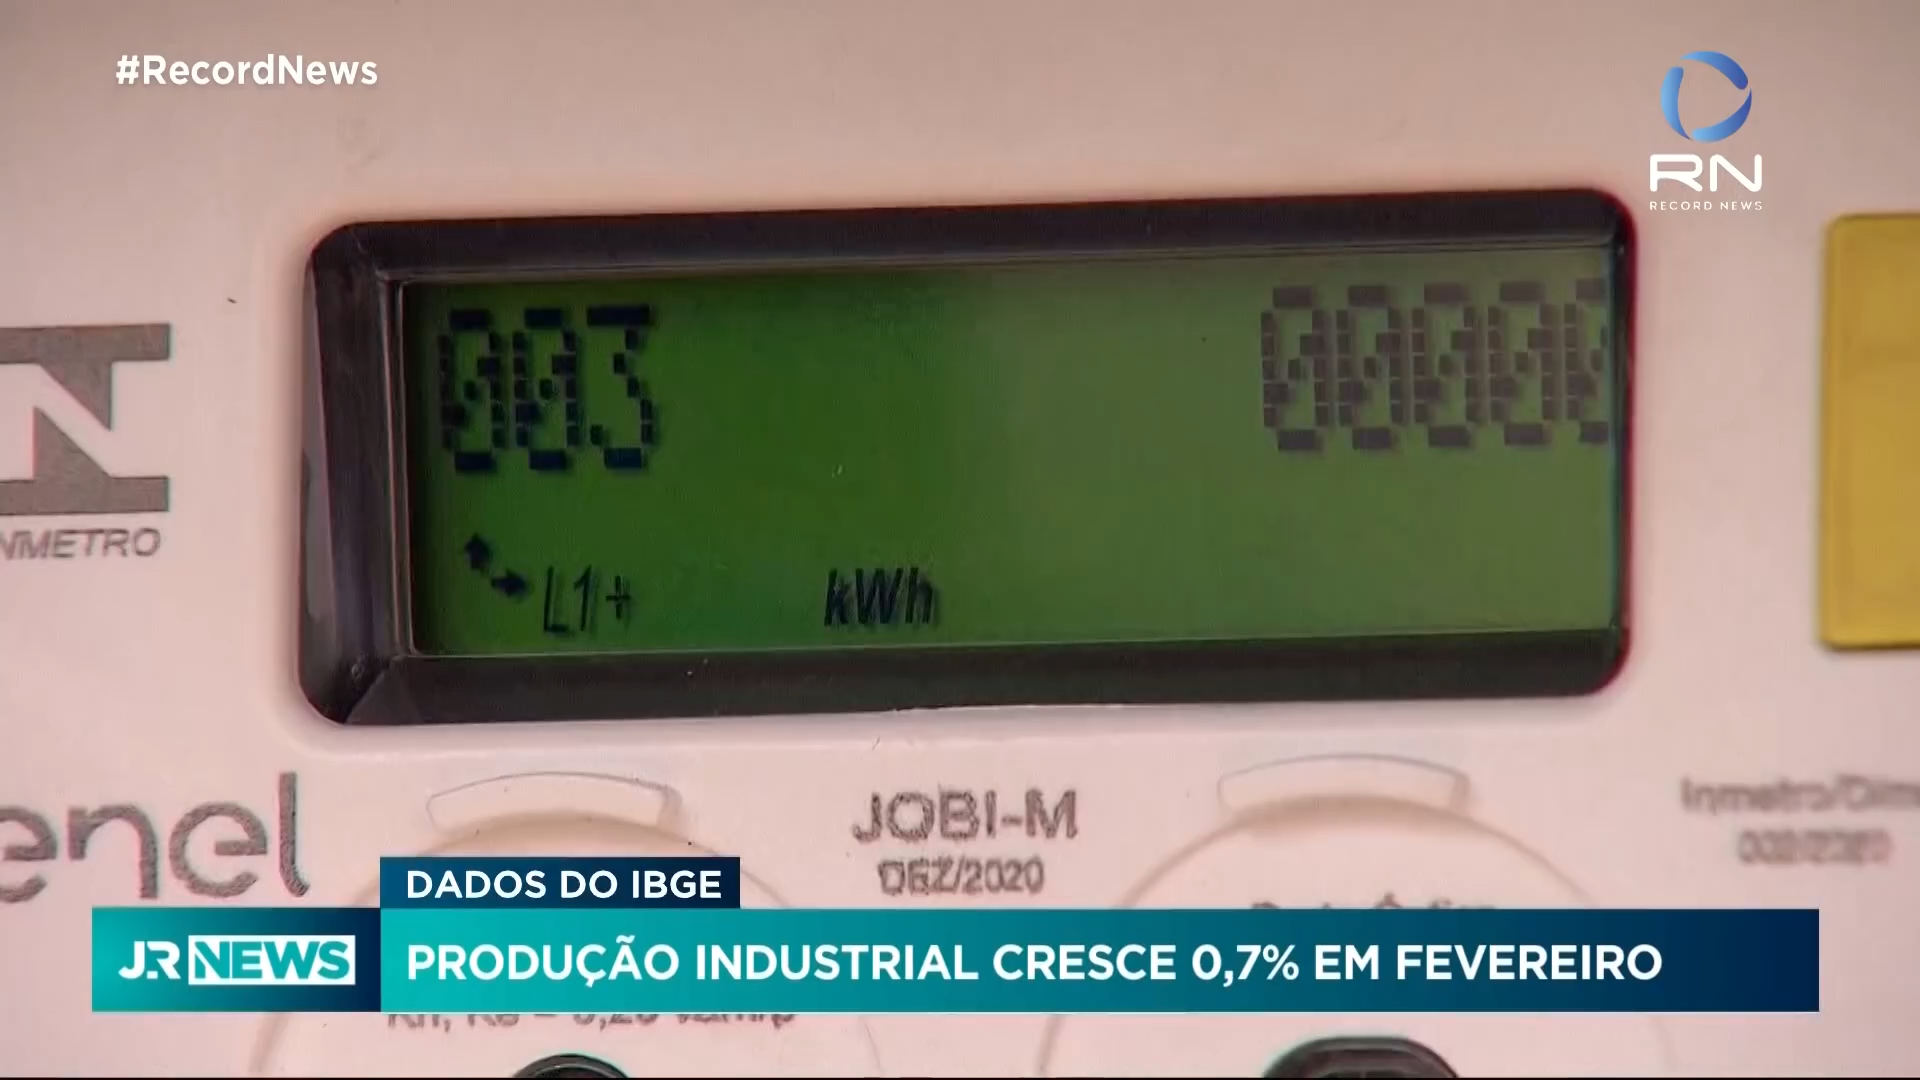 #RecordNews
RN
RECORD NEWS
003
0000
L1+
kWh
NMETRO
enel
JOBI-M
DEZ/2020
DADOS DO IBGE
JR NEWS
PRODUÇÃO INDUSTRIAL CRESCE 0,7% EM FEVEREIRO